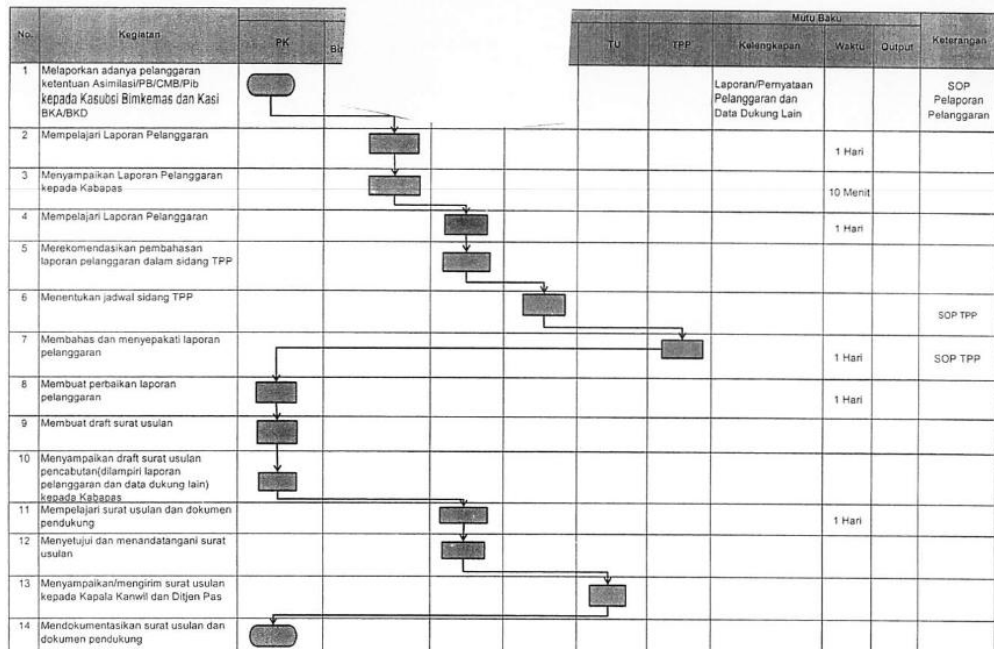 Mutu Baku
No. Kegiatan PK Bim TU TPP Kelengkapan Waktu Output Keterangan
1 Melaporkan adanya pelanggaran
ketentuan Asimilasi/PB/CMB/Pib
kepada Kasubsi Bimkemas dan Kasi
BKA/BKD
Laporan/Pernyataan
Pelanggaran dan
Data Dukung Lain
SOP
Pelaporan
Pelanggaran
2 Mempelajari Laporan Pelanggaran
1 Hari
3 Menyampaikan Laporan Pelanggaran
kepada Kabapas
10 Menit
4 Mempelajari Laporan Pelanggaran
1 Hari
5 Merekomendasikan pembahasan
laporan pelanggaran dalam sidang TPP
6 Menentukan jadwal sidang TPP
SOP TPP
7 Membahas dan menyepakati laporan
pelanggaran
1 Hari SOP TPP
8 Membuat perbaikan laporan
pelanggaran
1 Hari
9 Membuat draft surat usulan
10 Menyampaikan draft surat usulan
pencabutan(dilampiri laporan
pelanggaran dan data dukung lain)
kepada Kabapas
11 Mempelajari surat usulan dan dokumen
pendukung
1 Hari
12 Menyetujui dan menandatangani surat
usulan
13 Menyampaikan/mengirim surat usulan
kepada Kapala Kanwil dan Ditjen Pas
14 Mendokumentasikan surat usulan dan
dokumen pendukung